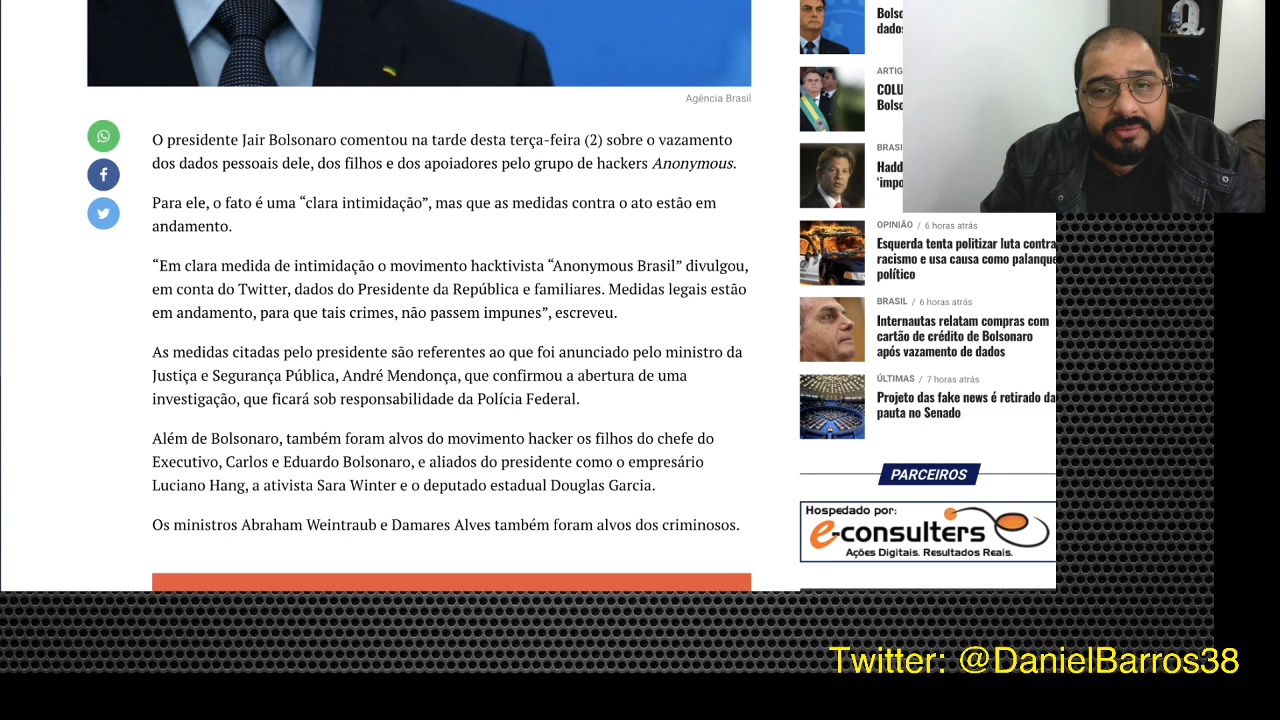 Agência Brasil
O presidente Jair Bolsonaro comentou na tarde desta terça-feira (2) sobre o vazamento
dos dados pessoais dele, dos filhos e dos apoiadores pelo grupo de hackers Anonymous.
Para ele, o fato é uma “clara intimidação”, mas que as medidas contra o ato estão em
andamento.
“Em clara medida de intimidação o movimento hacktivista “Anonymous Brasil” divulgou,
em conta do Twitter, dados do Presidente da República e familiares. Medidas legais estão
em andamento, para que tais crimes, não passem impunes”, escreveu.
As medidas citadas pelo presidente são referentes ao que foi anunciado pelo ministro da
Justiça e Segurança Pública, André Mendonça, que confirmou a abertura de uma
investigação, que ficará sob responsabilidade da Polícia Federal.
Além de Bolsonaro, também foram alvos do movimento hacker os filhos do chefe do
Executivo, Carlos e Eduardo Bolsonaro, e aliados do presidente como o empresário
Luciano Hang, a ativista Sara Winter e o deputado estadual Douglas Garcia.
Os ministros Abraham Weintraub e Damares Alves também foram alvos dos criminosos.
Bolso
dados
ARTIG
COLU
Bolso
BRASI
Hadd
‘impo
OPINIÃO / 6 horas atrás
Esquerda tenta politizar luta contra
racismo e usa causa como palanque
político
BRASIL / 6 horas atrás
Internautas relatam compras com
cartão de crédito de Bolsonaro
após vazamento de dados
ÚLTIMAS / 7 horas atrás
Projeto das fake news é retirado da
pauta no Senado
PARCEIROS
Hospedado por:
e-consulters
Ações Digitais. Resultados Reais.
Twitter: @DanielBarros38